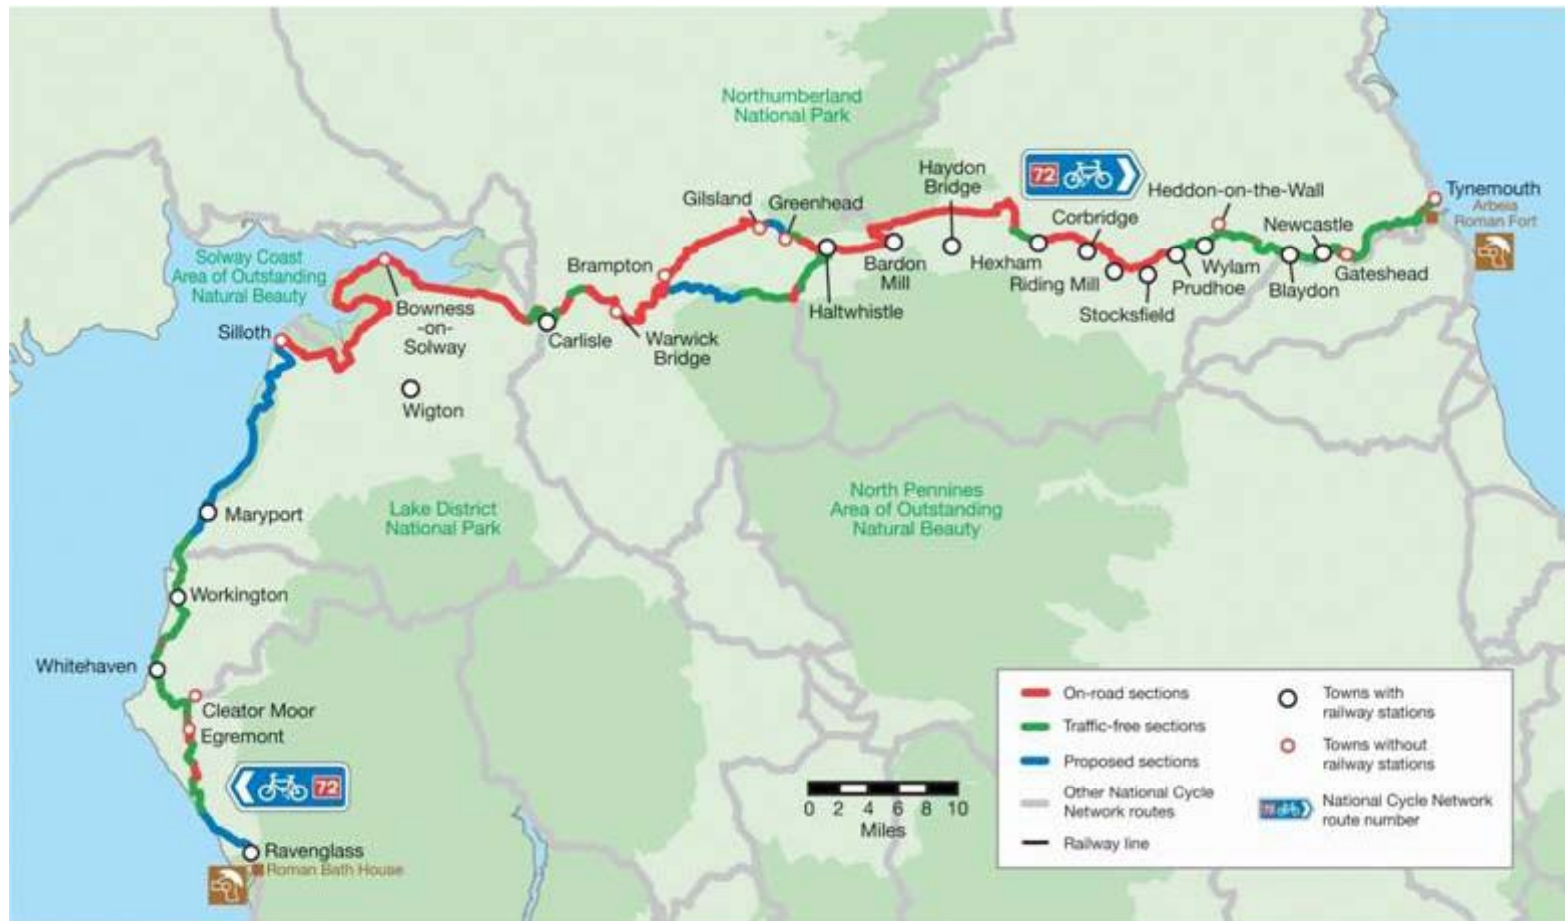 Northumberland
National Park
Haydon
Bridge
72
Heddon-on-the-Wall
Tynemouth
Arbeia
Roman Fort
Gilsland
Greenhead
Corbridge
Newcastle
Solway Coast
Area of Outstanding
Natural Beauty
Brampton
Bardon
Mill
Hexham
Riding Mill
Prudhoe
Wylam
Blaydon
Gateshead
Stocksfield
Haltwhistle
Silloth
Bowness
-on-
Solway
Carlisle
Warwick
Bridge
Wigton
Lake District
National Park
North Pennines
Area of Outstanding
Natural Beauty
Maryport
Workington
Whitehaven
Cleator Moor
Egremont
72
Ravenglass
Roman Bath House
0 2 4 6 8 10
Miles
On-road sections
Traffic-free sections
Proposed sections
Other National Cycle
Network routes
Railway line
Towns with
railway stations
Towns without
railway stations
72
National Cycle Network
route number